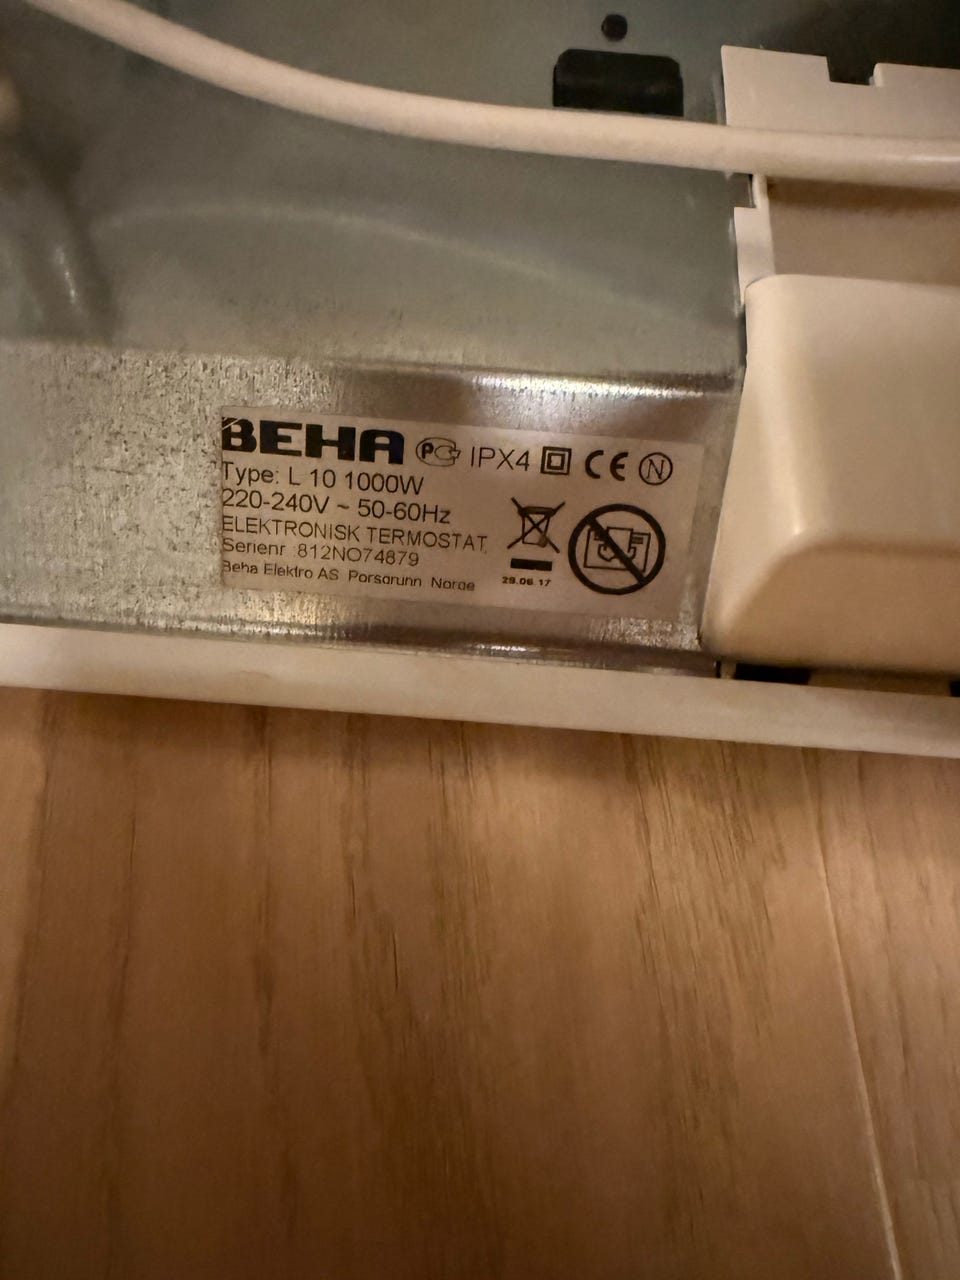 BEHA PG IPX4 CE N
Type: L 10 1000W
220-240V ~ 50-60Hz
ELEKTRONISK TERMOSTAT
Serienr 812NO74879
Beha Elektro AS Porsgrunn Norge
29.06.17